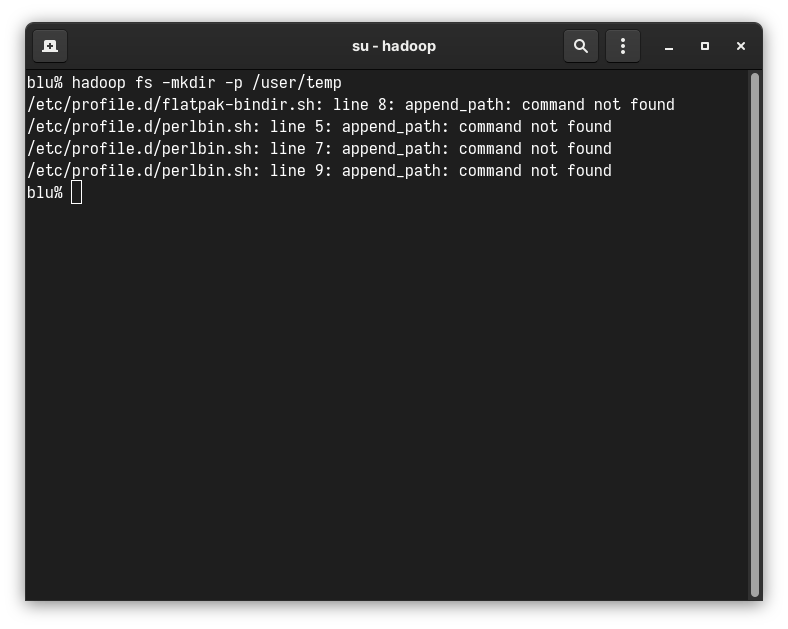 su - hadoop
blu% hadoop fs -mkdir -p /user/temp
/etc/profile.d/flatpak-bindir.sh: line 8: append_path: command not found
/etc/profile.d/perlbin.sh: line 5: append_path: command not found
/etc/profile.d/perlbin.sh: line 7: append_path: command not found
/etc/profile.d/perlbin.sh: line 9: append_path: command not found
blu%